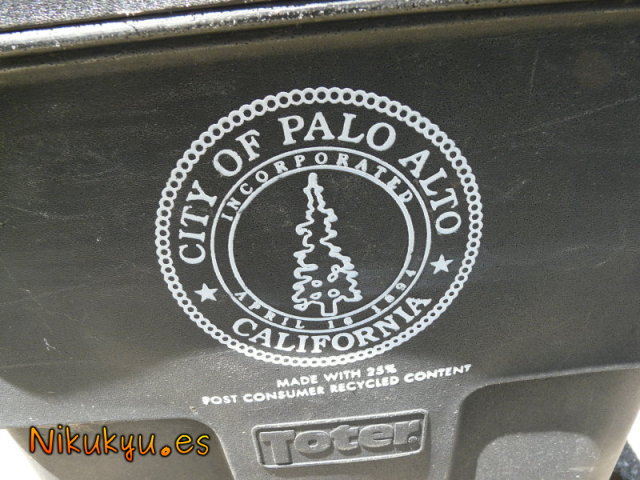 CITY OF PALO ALTO
INCORPORATED
APRIL 16 1894
CALIFORNIA
MADE WITH 25%
POST CONSUMER RECYCLED CONTENT
Toter.
Nikukyu.es